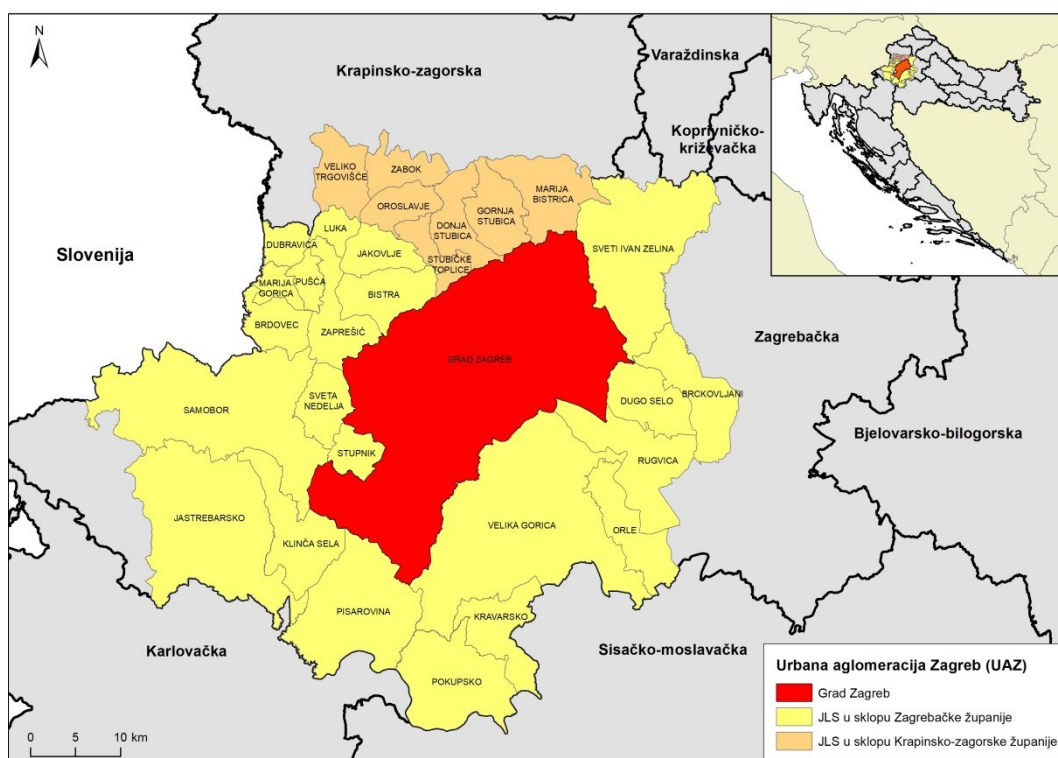 N
Krapinsko-zagorska
Varaždinska
Koprivničko-
križevačka
VELIKO
TRGOVIŠĆE
ZABOK
OROSLAVJE
MARIJA
BISTRICA
GORNJA
STUBICA
DONJA
STUBICA
STUBIČKE
TOPLICE
Slovenija
DUBRAVICA
LUKA
JAKOVLJE
SVETI IVAN ZELINA
MARIJA
GORICA
PUŠĆA
BISTRA
BRDOVEC
ZAPREŠIĆ
Zagrebačka
GRAD ZAGREB
SAMOBOR
SVETA
NEDELJA
DUGO SELO
BRCKOVLJANI
STUPNIK
RUGVICA
Bjelovarsko-bilogorska
JASTREBARSKO
KLINČA SELA
VELIKA GORICA
ORLE
PISAROVINA
KRAVARSKO
Karlovačka
POKUPSKO
Sisačko-moslavačka
0 5 10 km
Urbana aglomeracija Zagreb (UAZ)
Grad Zagreb
JLS u sklopu Zagrebačke županije
JLS u sklopu Krapinsko-zagorske županije